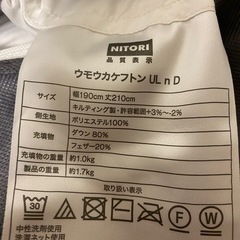 NITORI
品質表示
ウモウカケフトン UL n D
サイズ 幅190cm 丈210cm
キルティング製・許容範囲+3%~-2%
側生地 ポリエステル100%
充填物 ダウン 80%
フェザー20%
充填物の重量 約1.0kg
製品の重量 約1.7kg
取り扱い表示
30 P W
中性洗剤使用
洗濯ネット使用